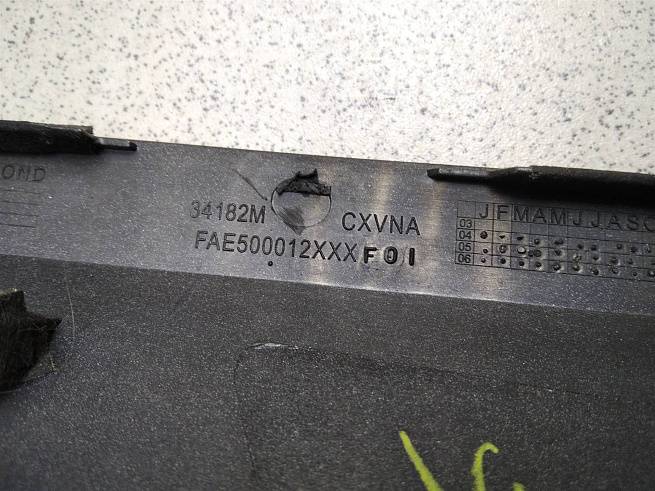 OND
34182M CXVNA
FAE500012XXX F01
J F M A M J J A S O
03
04
05
06